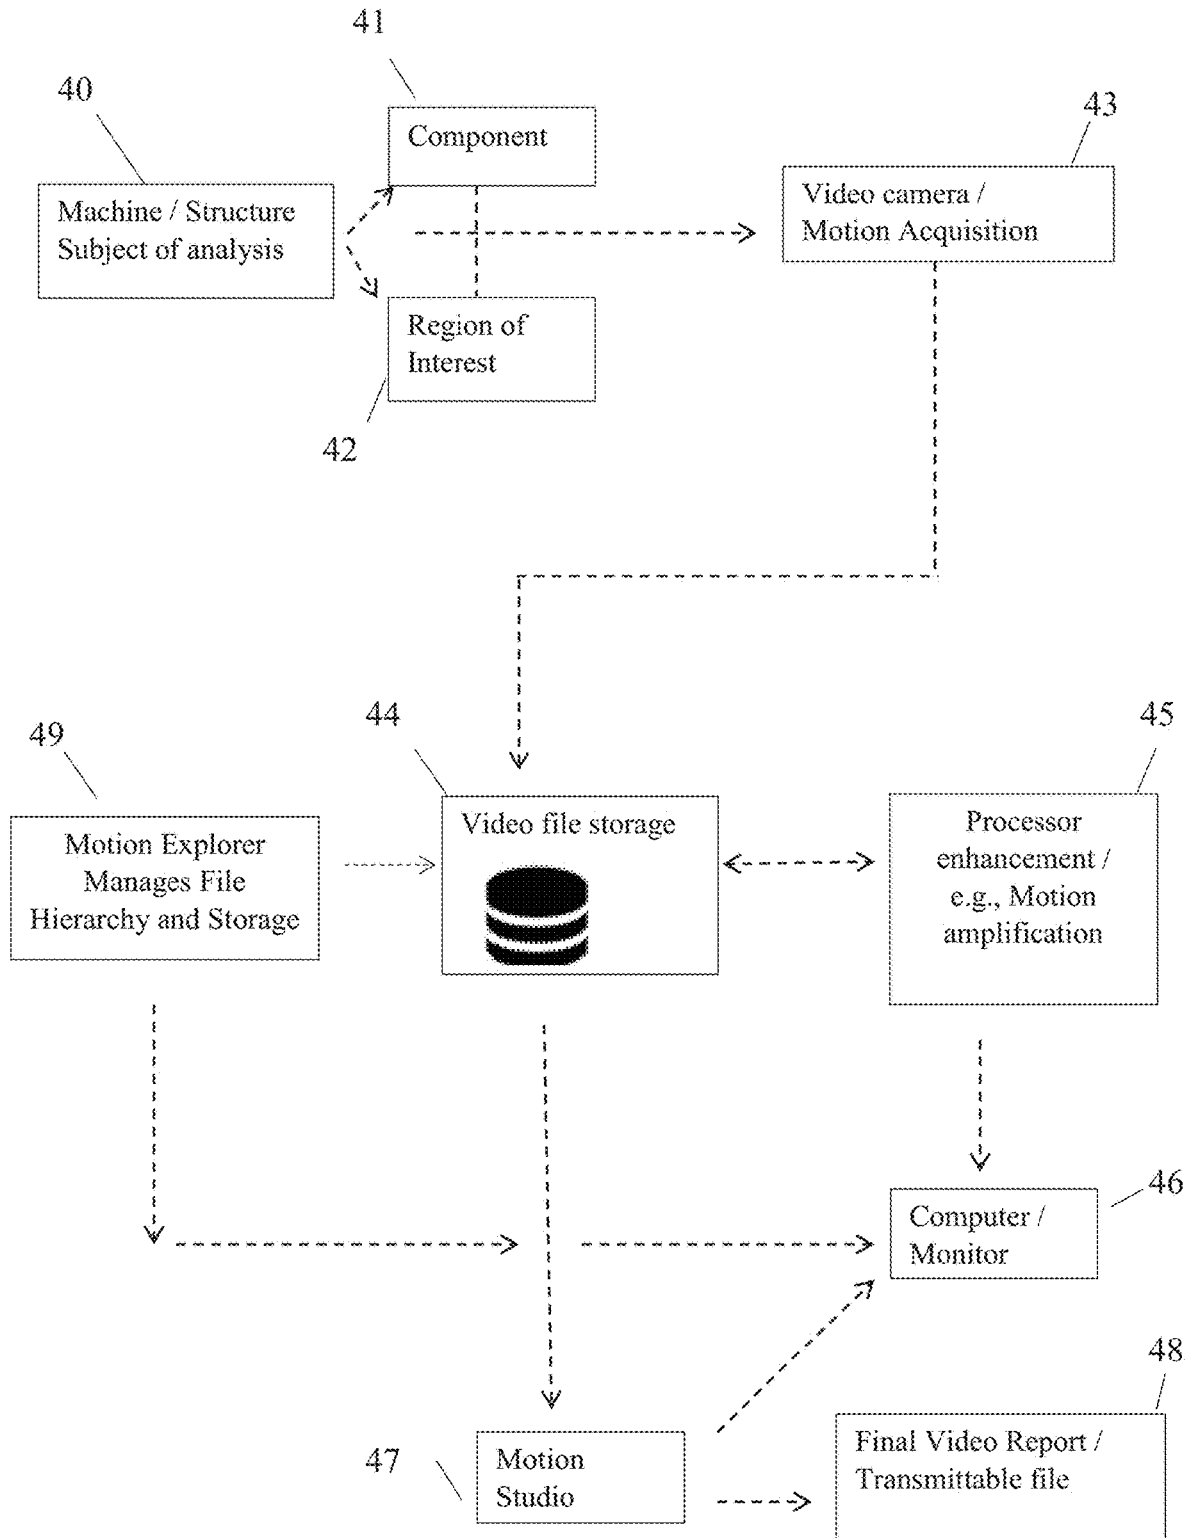 41
40
Component
43
Machine / Structure
Subject of analysis
Video camera /
Motion Acquisition
Region of
Interest
42
49
44
45
Motion Explorer
Manages File
Hierarchy and Storage
Video file storage
Processor
enhancement /
e.g., Motion
amplification
46
Computer /
Monitor
48
47
Motion
Studio
Final Video Report /
Transmittable file